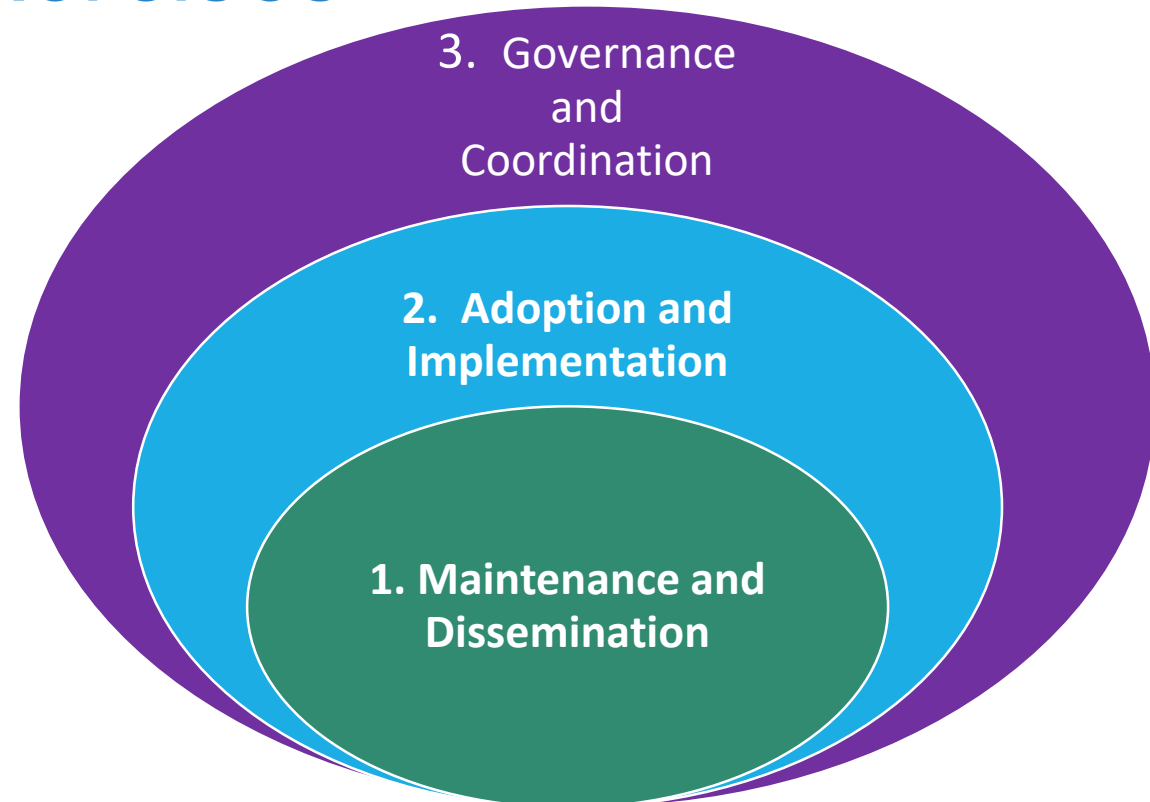 3. Governance
and
Coordination
2. Adoption and
Implementation
1. Maintenance and
Dissemination